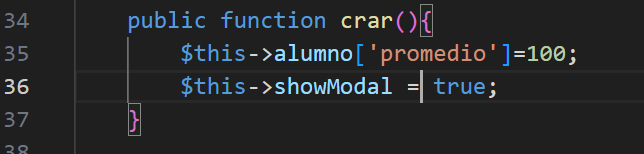 34 public function crar(){
35 $this->alumno['promedio']=100;
36 $this->showModal = true;
37 }
38